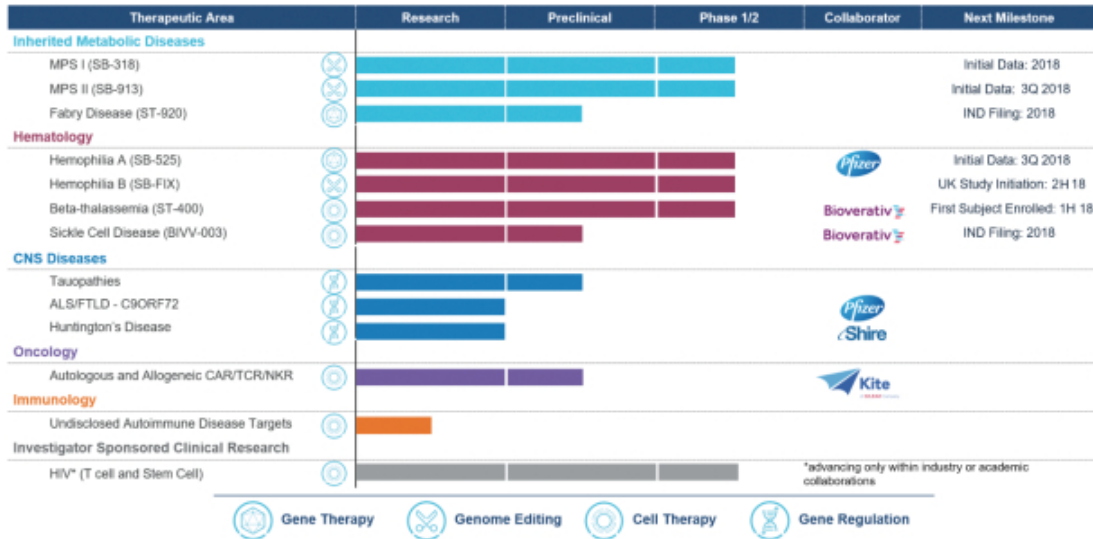 Therapeutic Area Research Preclinical Phase 1/2 Collaborator Next Milestone
Inherited Metabolic Diseases
MPS I (SB-318) Initial Data: 2018
MPS II (SB-913) Initial Data: 3Q 2018
Fabry Disease (ST-920) IND Filing: 2018
Hematology
Hemophilia A (SB-525) Pfizer Initial Data: 3Q 2018
Hemophilia B (SB-FIX) UK Study Initiation: 2H 18
Beta-thalassemia (ST-400) Bioverativ First Subject Enrolled: 1H 18
Sickle Cell Disease (BIVV-003) Bioverativ IND Filing: 2018
CNS Diseases
Tauopathies
ALS/FTLD - C9ORF72 Pfizer
Huntington's Disease Shire
Oncology
Autologous and Allogeneic CAR/TCR/NKR Kite
Immunology
Undisclosed Autoimmune Disease Targets
Investigator Sponsored Clinical Research
HIV* (T cell and Stem Cell) *advancing only within industry or academic
collaborations
Gene Therapy Genome Editing Cell Therapy Gene Regulation